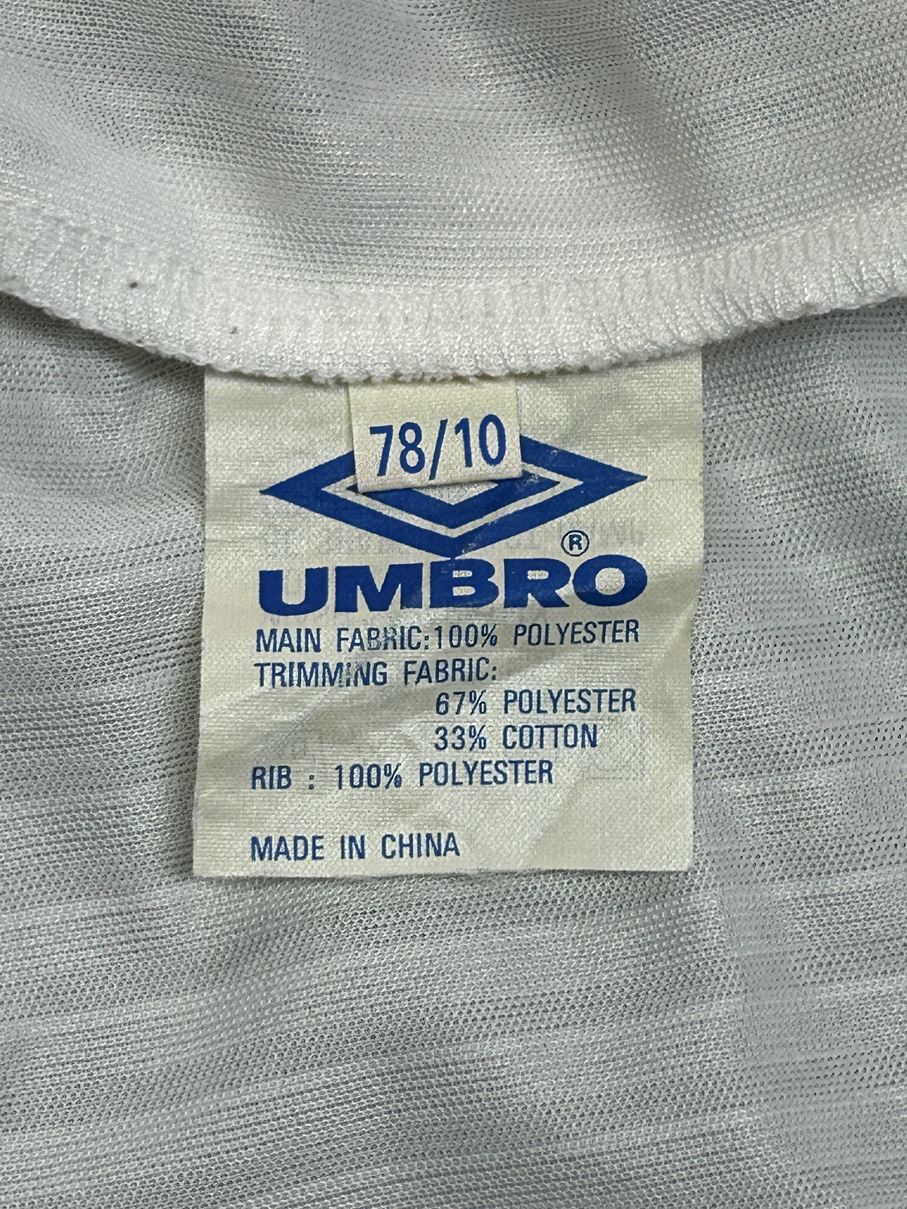 78/10
®
UMBRO
MAIN FABRIC:100% POLYESTER
TRIMMING FABRIC:
67% POLYESTER
33% COTTON
RIB : 100% POLYESTER
MADE IN CHINA